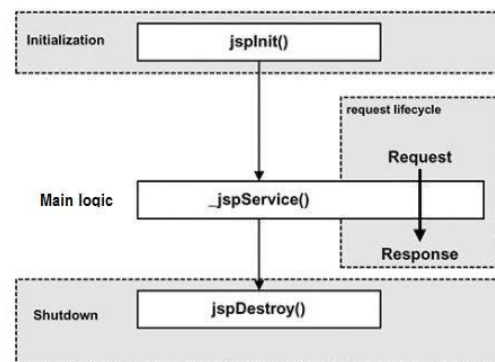 Initialization
jspInit()
request lifecycle
Request
Main logic
_jspService()
Response
jspDestroy()
Shutdown